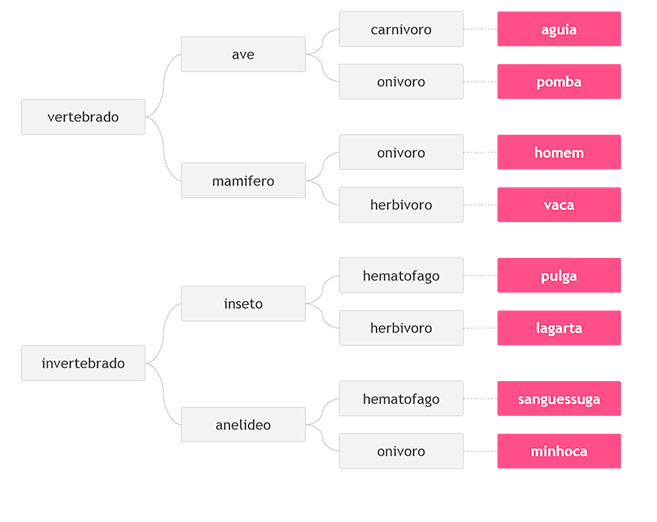 carnivoro aguia
ave
onivoro pomba
vertebrado
onivoro homem
mamifero
herbivoro vaca
hematofago pulga
inseto
herbivoro lagarta
invertebrado
hematofago sanguessuga
anelideo
onivoro minhoca